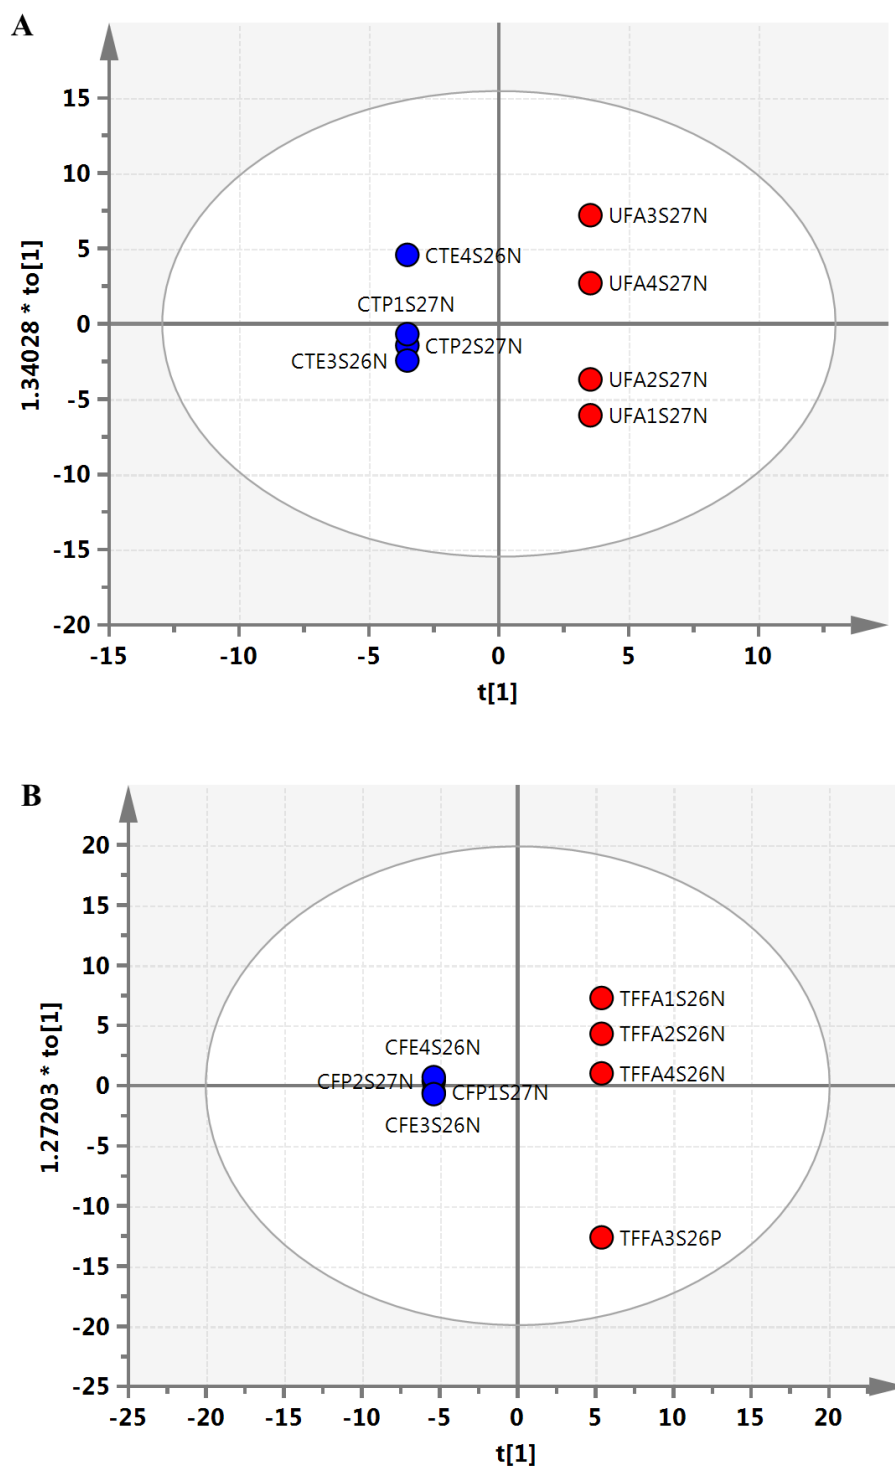 A
15
10
5
0
-5
-10
-15
-20
1.34028 * to[1]
UFA3S27N
CTE4S26N
UFA4S27N
CTP1S27N
CTP2S27N
CTE3S26N
UFA2S27N
UFA1S27N
-15 -10 -5 0 5 10
t[1]
B
20
15
10
5
0
-5
-10
-15
-20
-25
1.27203 * to[1]
TFFA1S26N
TFFA2S26N
CFE4S26N
TFFA4S26N
CFP2S27N
CFP1S27N
CFE3S26N
TFFA3S26P
-25 -20 -15 -10 -5 0 5 10 15 20
t[1]